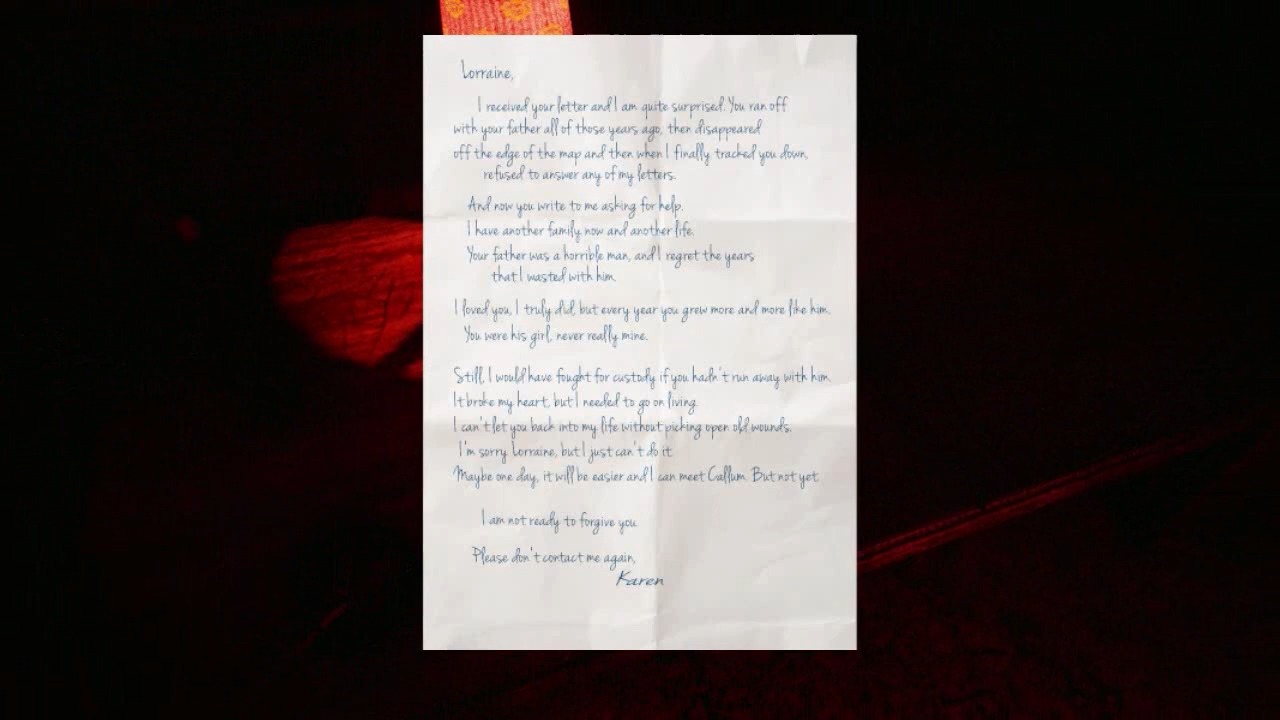 Lorraine,
I received your letter and I am quite surprised. You ran off
with your father all of those years ago, then disappeared
off the edge of the map and then when I finally tracked you down,
refused to answer any of my letters.
And now you write to me asking for help.
I have another family now and another life.
Your father was a horrible man, and I regret the years
that I wasted with him.
I loved you, I truly did, but every year you grew more and more like him.
You were his girl, never really mine.
Still, I would have fought for custody if you hadn't run away with him.
It broke my heart, but I needed to go on living.
I can't let you back into my life without picking open old wounds.
I'm sorry Lorraine, but I just can't do it.
Maybe one day, it will be easier and I can meet Callum. But not yet.
I am not ready to forgive you.
Please don't contact me again,
Karen